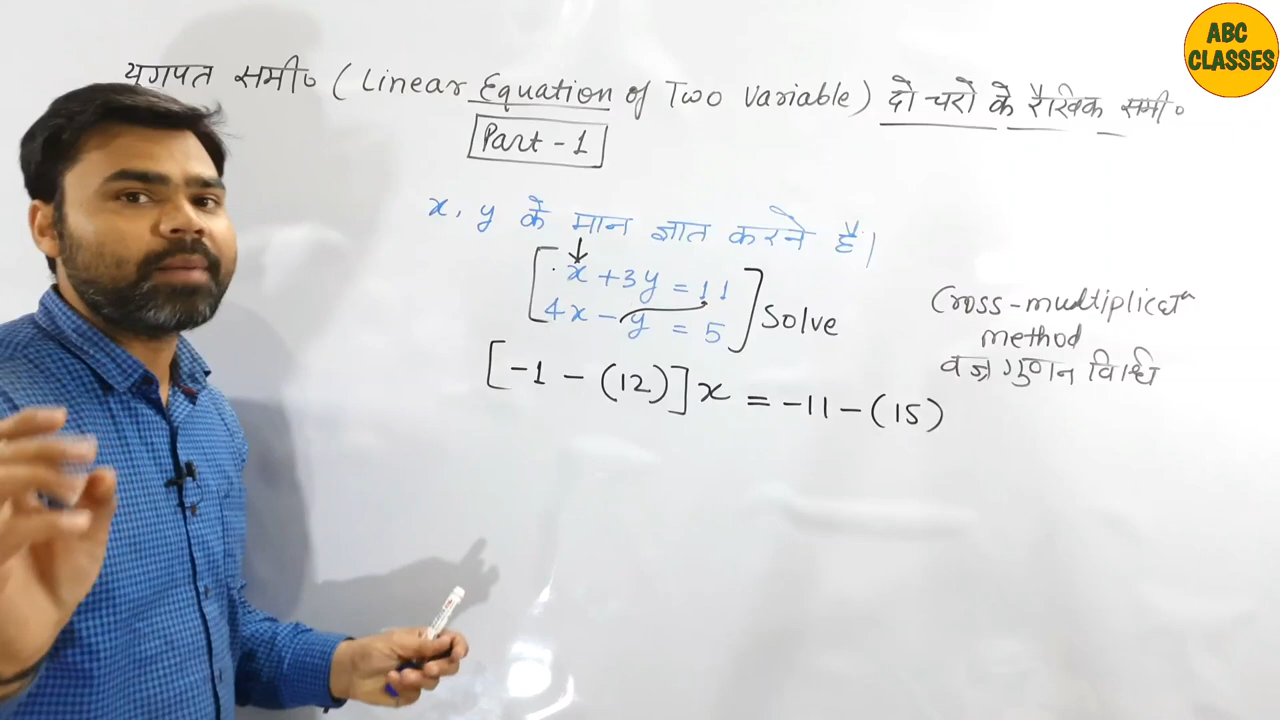 ABC
CLASSES
युगपत समी० (Linear Equation of Two Variable) दो चरो के रैखिक समी०
Part - 1
x, y के मान ज्ञात करने है।
x + 3y = 11
4x - y = 5
Solve
Cross-multiplicatn
method
वज्र गुणन विधि
[-1 - (12)] x = -11 - (15)